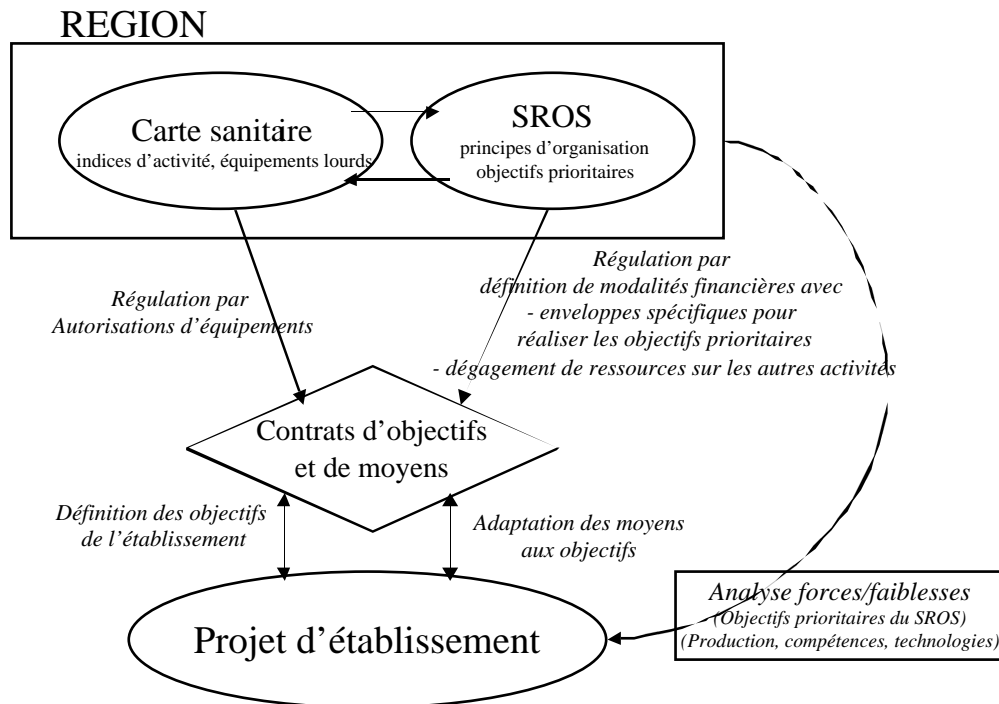 REGION
Carte sanitaire
indices d'activité, équipements lourds
SROS
principes d'organisation
objectifs prioritaires
Régulation par
Autorisations d'équipements
Régulation par
définition de modalités financières avec
- enveloppes spécifiques pour
réaliser les objectifs prioritaires
- dégagement de ressources sur les autres activités
Contrats d'objectifs
et de moyens
Définition des objectifs
de l'établissement
Adaptation des moyens
aux objectifs
Projet d'établissement
Analyse forces/faiblesses
(Objectifs prioritaires du SROS)
(Production, compétences, technologies)